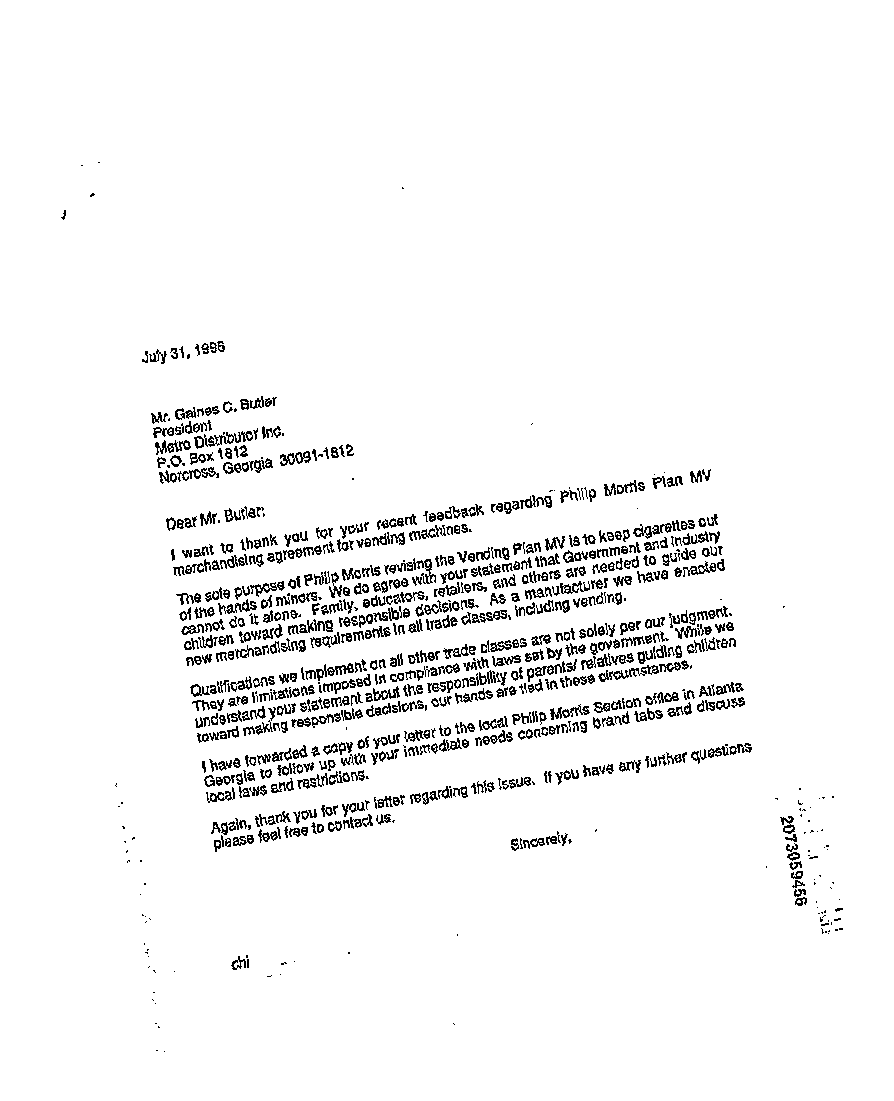 July 31, 1996
Mr. Gaines C. Butler
President
Metro Distributor Inc.
P.O. Box 1812
Norcross, Georgia 30091-1812
Dear Mr. Butler:
I want to thank you for your recent feedback regarding Philip Morris Plan MV
merchandising agreement for vending machines.
The sole purpose of Philip Morris revising the Vending Plan MV is to keep cigarettes out
of the hands of minors. We do agree with your statement that Government and Industry
cannot do it alone. Family, educators, retailers, and others are needed to guide our
children toward making responsible decisions. As a manufacturer we have enacted
new merchandising requirements in all trade classes, including vending.
Qualifications we implement on all other trade classes are not solely per our judgment.
They are limitations imposed in compliance with laws set by the government. While we
understand your statement about the responsibility of parents/ relatives guiding children
toward making responsible decisions, our hands are tied in these circumstances.
I have forwarded a copy of your letter to the local Philip Morris Section office in Atlanta
Georgia to follow up with your immediate needs concerning brand tabs and discuss
local laws and restrictions.
Again, thank you for your letter regarding this issue. If you have any further questions
please feel free to contact us.
Sincerely,
chi
2073059456